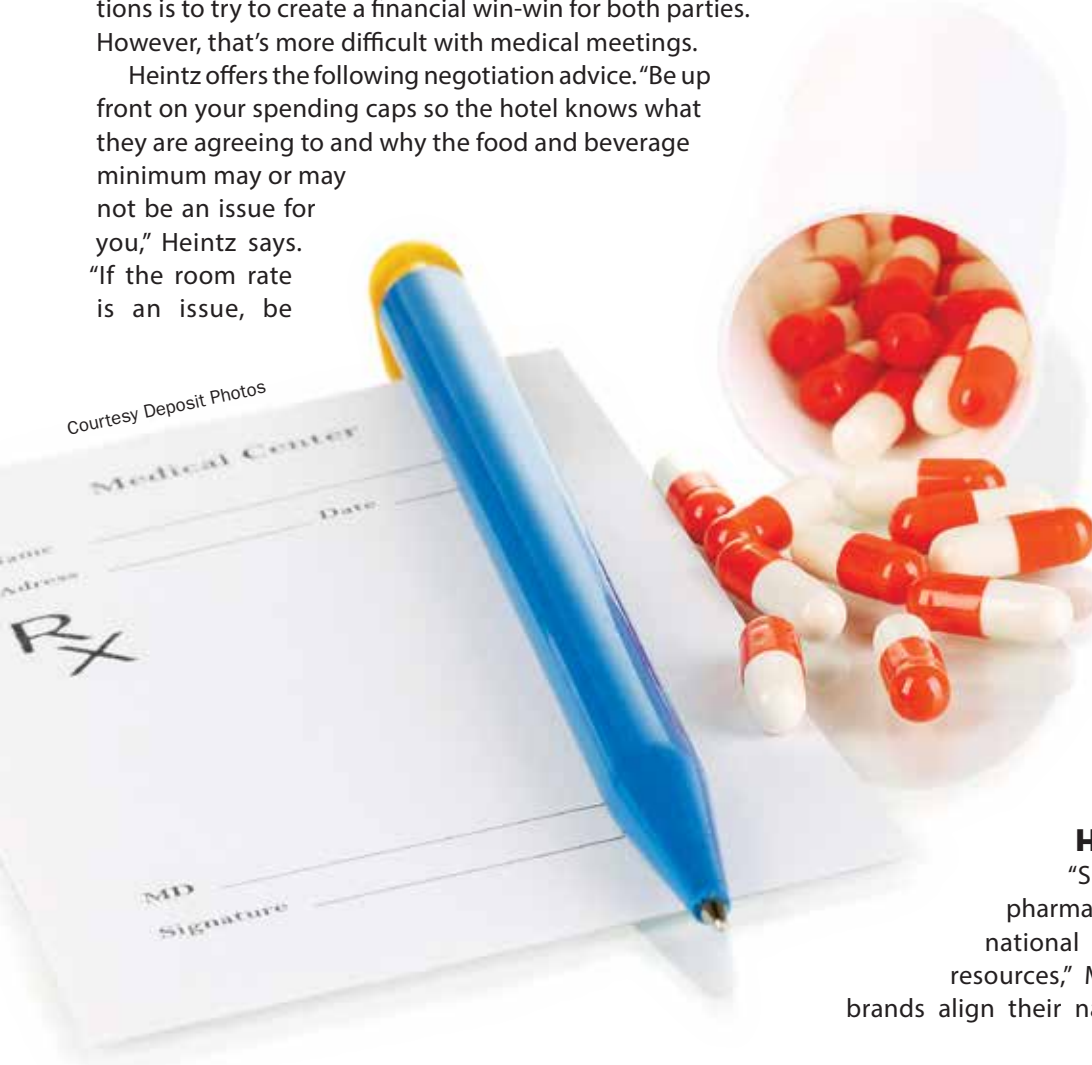 tions is to try to create a financial win-win for both parties.
However, that’s more difficult with medical meetings.
Heintz offers the following negotiation advice. “Be up
front on your spending caps so the hotel knows what
they are agreeing to and why the food and beverage
minimum may or may
not be an issue for
you,” Heintz says.
“If the room rate
is an issue, be
Courtesy Deposit Photos
Medical Center
Name
Date
Adress
Rx
MD
Signature
“S
pharma
national
resources,” M
brands align their na